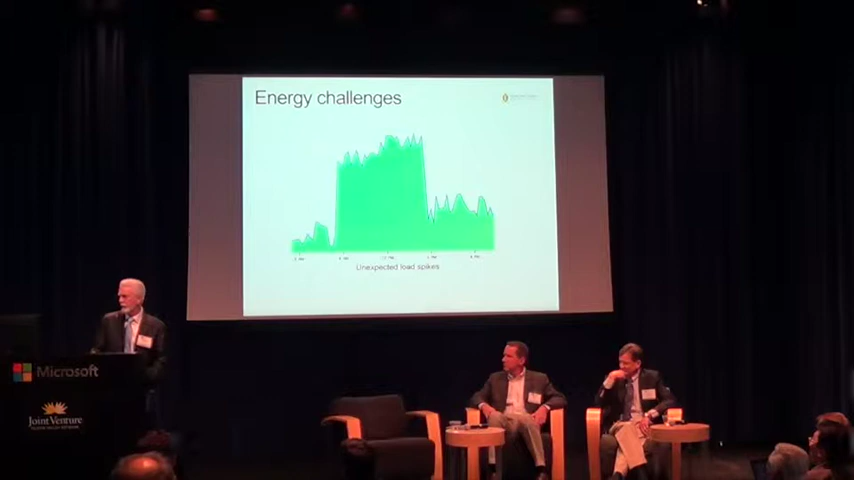 Energy challenges
Unexpected load spikes
Microsoft
Joint Venture